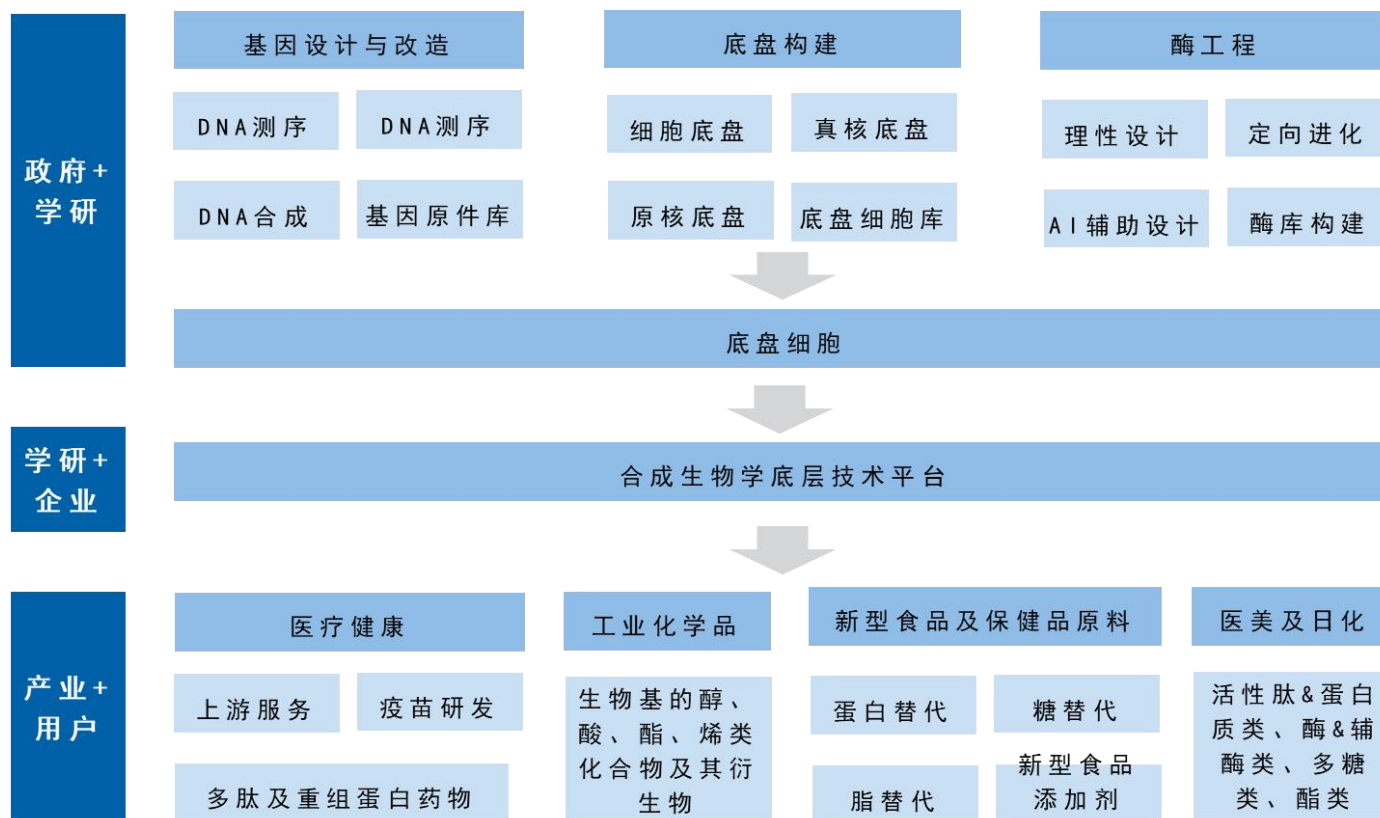 政府+
学研
基因设计与改造
DNA测序
DNA测序
DNA合成
基因原件库
底盘构建
细胞底盘
真核底盘
原核底盘
底盘细胞库
酶工程
理性设计
定向进化
AI辅助设计
酶库构建
底盘细胞
学研+
企业
合成生物学底层技术平台
产业+
用户
医疗健康
上游服务
疫苗研发
多肽及重组蛋白药物
工业化学品
生物基的醇、
酸、酯、烯类
化合物及其衍
生物
新型食品及保健品原料
蛋白替代
糖替代
脂替代
新型食品
添加剂
医美及日化
活性肽&蛋白
质类、酶&辅
酶类、多糖
类、酯类